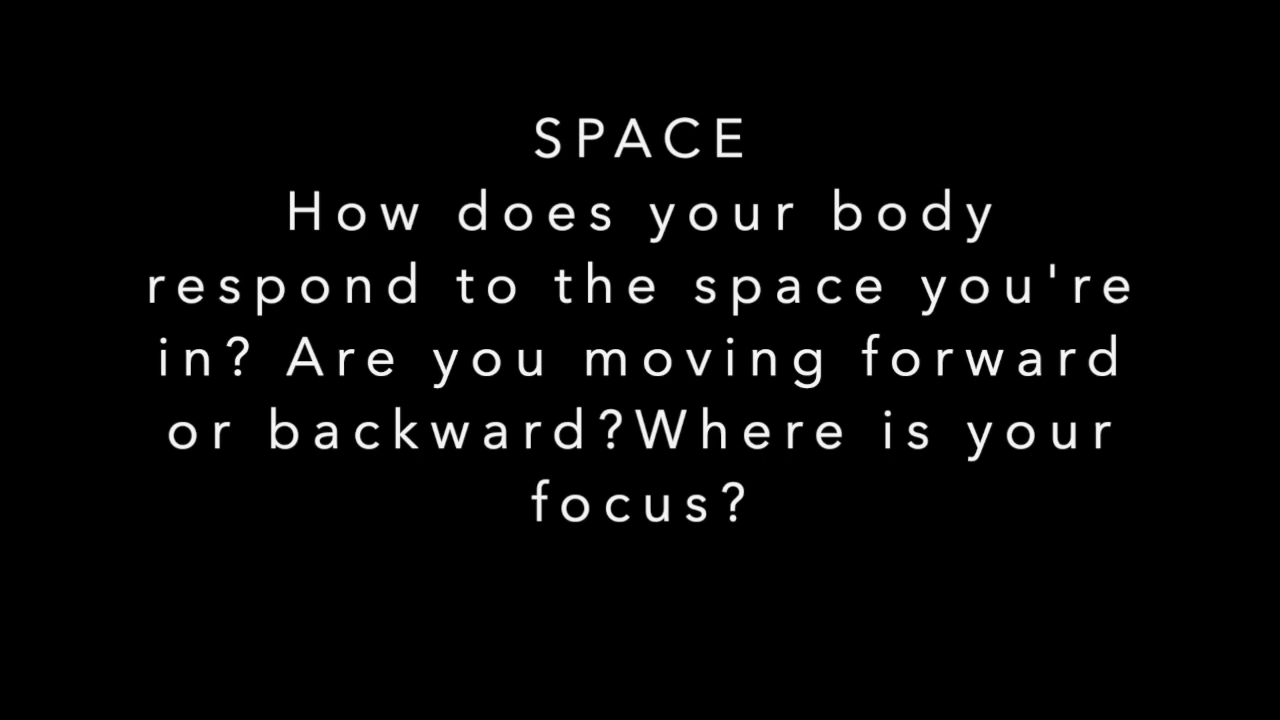 SPACE
How does your body
respond to the space you're
in? Are you moving forward
or backward?Where is your
focus?